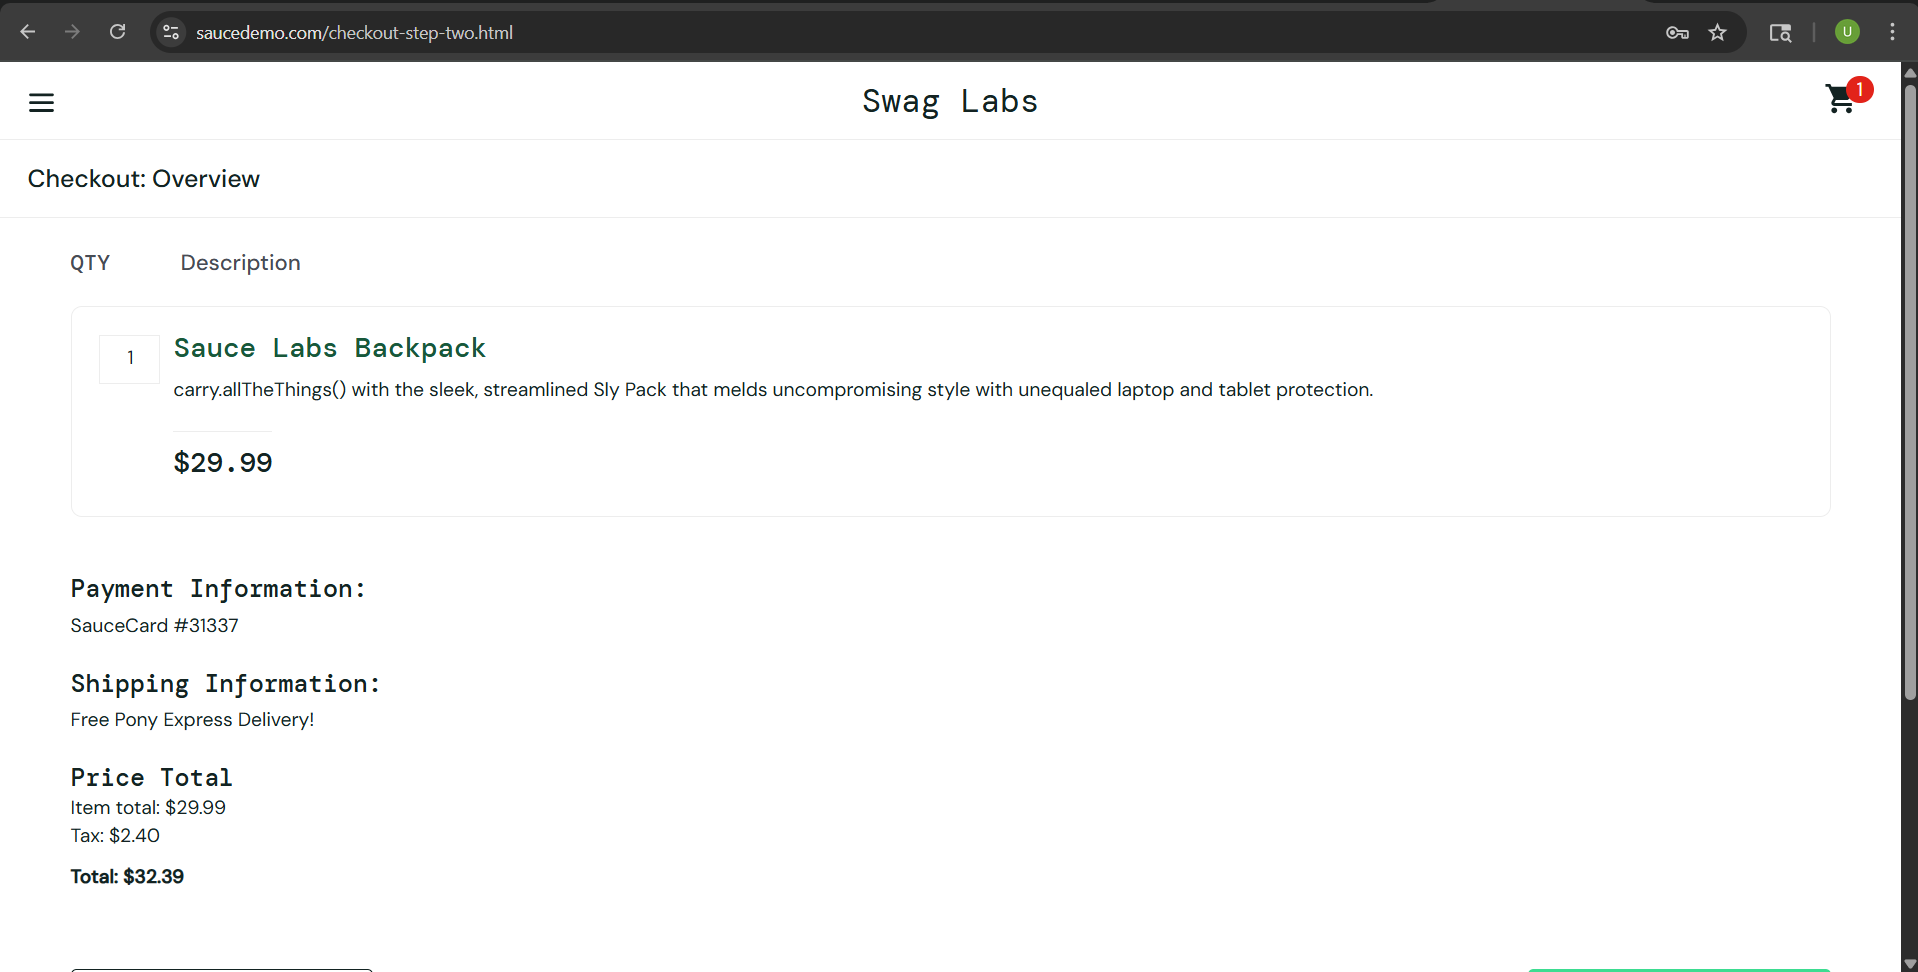 saucedemo.com/checkout-step-two.html
U
Swag Labs
1
Checkout: Overview
QTY Description
1
Sauce Labs Backpack
carry.allTheThings() with the sleek, streamlined Sly Pack that melds uncompromising style with unequaled laptop and tablet protection.
$29.99
Payment Information:
SauceCard #31337
Shipping Information:
Free Pony Express Delivery!
Price Total
Item total: $29.99
Tax: $2.40
Total: $32.39